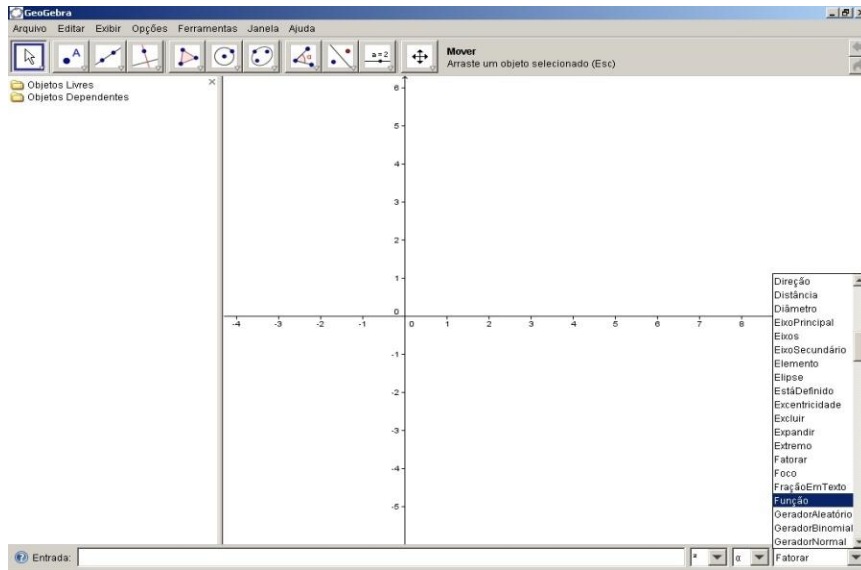 GeoGebra
Arquivo Editar Exibir Opções Ferramentas Janela Ajuda
A
α
a=2
Mover
Arraste um objeto selecionado (Esc)
Objetos Livres
Objetos Dependentes
6
5
4
3
2
1
0
-4 -3 -2 -1 0 1 2 3 4 5 6 7 8
-1
-2
-3
-4
-5
Direção
Distância
Diâmetro
EixoPrincipal
Eixos
EixoSecundário
Elemento
Elipse
EstáDefinido
Excentricidade
Excluir
Expandir
Extremo
Fatorar
Foco
FraçãoEmTexto
Função
GeradorAleatório
GeradorBinomial
GeradorNormal
Entrada: α Fatorar